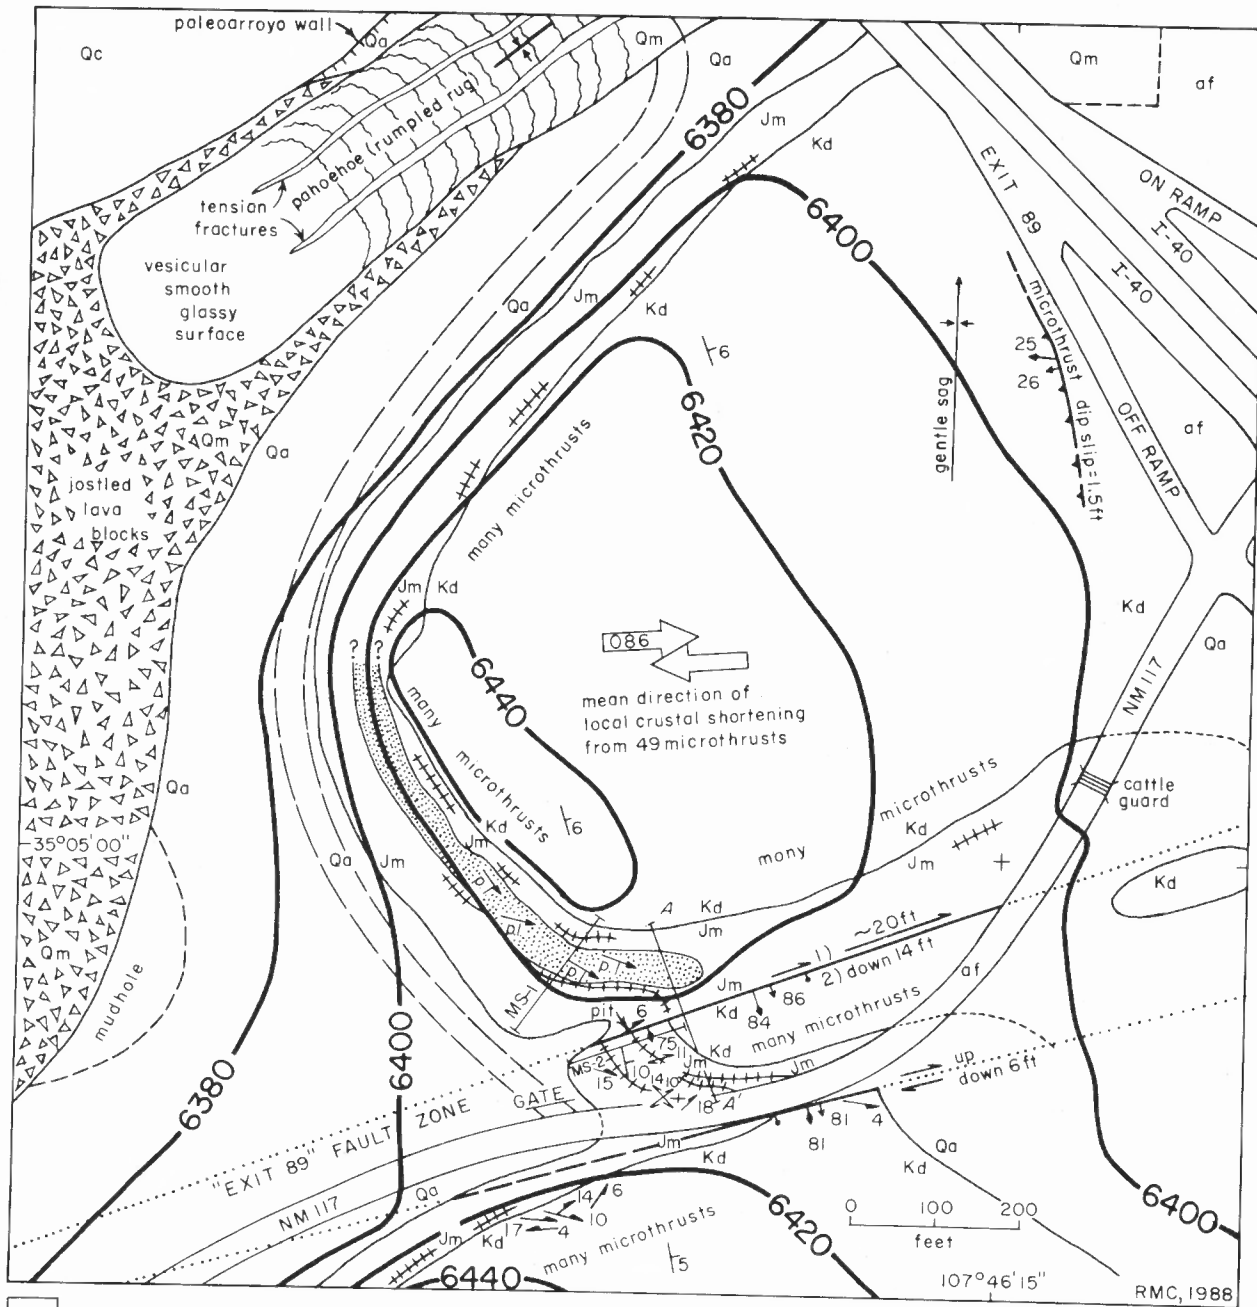 paleoarroyo wall
Qc
Qa
Qm
Qa
Qm
af
pahoehoe (rumpled rug)
tension
fractures
vesicular
smooth
glassy
surface
6380
Jm
Kd
EXIT 89
ON RAMP
I-40
I-40
6400
Qa
Jm
Kd
6
gentle sag
microthrust dip slip=1.5ft
25
26
OFF RAMP
af
6420
Qm
Qa
jostled
lava
blocks
many microthrusts
Jm
Kd
Kd
Qa
NM 117
? ?
086
mean direction of
local crustal shortening
from 49 microthrusts
6440
many
microthrusts
6
Qa
microthrusts
cattle
guard
35°05'00"
Kd
Jm
Qa
Jm
Kd
Jm
many
Kd
p.l.
p.l.
p.l.
p.l.
A
Kd
Jm
Qm
mudhole
MS-1
1) ~20ft
2) down 14 ft
Jm
Kd
af
86
84
many microthrusts
pit
6
75
11
Kd
Jm
Jm
MS-2
15
10
14
10
18
A'
up
down 6ft
6380
6400
"EXIT 89" FAULT ZONE
GATE
81
81
4
Jm
Kd
Qa
Kd
NM 117
Qa
14
6
17
4
10
Jm
Kd
many microthrusts
5
6420
6440
6400
0 100 200
feet
107°46'15"
RMC, 1988